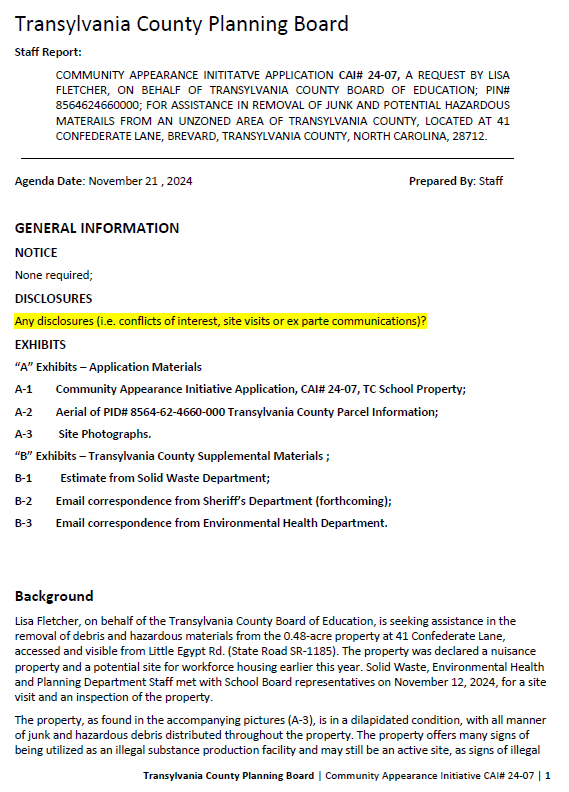 Transylvania County Planning Board
Staff Report:
COMMUNITY APPEARANCE INITITATVE APPLICATION CAI# 24-07, A REQUEST BY LISA
FLETCHER, ON BEHALF OF TRANSYLVANIA COUNTY BOARD OF EDUCATION; PIN#
8564624660000; FOR ASSISTANCE IN REMOVAL OF JUNK AND POTENTIAL HAZARDOUS
MATERAILS FROM AN UNZONED AREA OF TRANSYLVANIA COUNTY, LOCATED AT 41
CONFEDERATE LANE, BREVARD, TRANSYLVANIA COUNTY, NORTH CAROLINA, 28712.
Agenda Date: November 21 , 2024 Prepared By: Staff
GENERAL INFORMATION
NOTICE
None required;
DISCLOSURES
Any disclosures (i.e. conflicts of interest, site visits or ex parte communications)?
EXHIBITS
“A” Exhibits – Application Materials
A-1 Community Appearance Initiative Application, CAI# 24-07, TC School Property;
A-2 Aerial of PID# 8564-62-4660-000 Transylvania County Parcel Information;
A-3 Site Photographs.
“B” Exhibits – Transylvania County Supplemental Materials ;
B-1 Estimate from Solid Waste Department;
B-2 Email correspondence from Sheriff’s Department (forthcoming);
B-3 Email correspondence from Environmental Health Department.
Background
Lisa Fletcher, on behalf of the Transylvania County Board of Education, is seeking assistance in the
removal of debris and hazardous materials from the 0.48-acre property at 41 Confederate Lane,
accessed and visible from Little Egypt Rd. (State Road SR-1185). The property was declared a nuisance
property and a potential site for workforce housing earlier this year. Solid Waste, Environmental Health
and Planning Department Staff met with School Board representatives on November 12, 2024, for a site
visit and an inspection of the property.
The property, as found in the accompanying pictures (A-3), is in a dilapidated condition, with all manner
of junk and hazardous debris distributed throughout the property. The property offers many signs of
being utilized as an illegal substance production facility and may still be an active site, as signs of illegal
Transylvania County Planning Board | Community Appearance Initiative CAI# 24-07 | 1